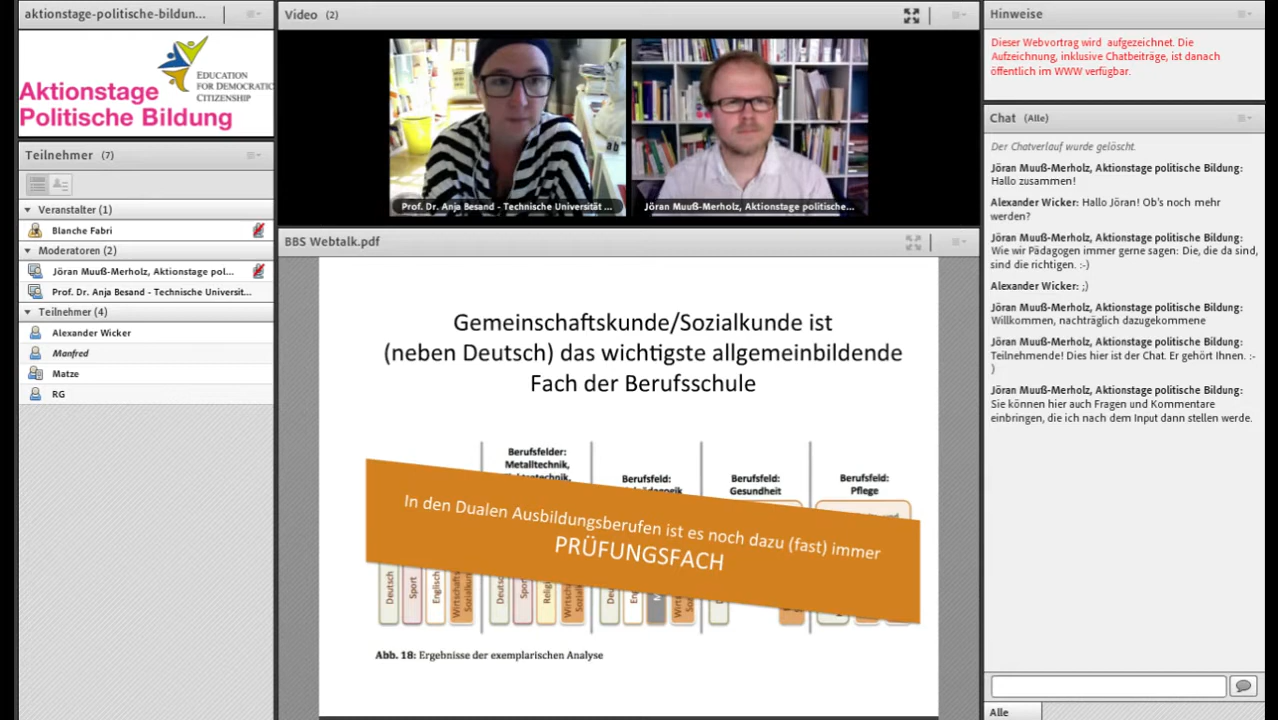 aktionstage-politische-bildun...
EDUCATION
FOR DEMOCRATIC
CITIZENSHIP
Aktionstage
Politische Bildung
Teilnehmer (7)
Veranstalter (1)
Blanche Fabri
Moderatoren (2)
Jöran Muuß-Merholz, Aktionstage pol...
Prof. Dr. Anja Besand - Technische Universit...
Teilnehmer (4)
Alexander Wicker
Manfred
Matze
RG
Video (2)
Prof. Dr. Anja Besand - Technische Universität ...
Jöran Muuß-Merholz, Aktionstage politische...
BBS Webtalk.pdf
Gemeinschaftskunde/Sozialkunde ist
(neben Deutsch) das wichtigste allgemeinbildende
Fach der Berufsschule
Berufsfelder:
Metalltechnik,
Berufsfeld:
Berufsfeld:
Gesundheit
Berufsfeld:
Pflege
In den Dualen Ausbildungsberufen ist es noch dazu (fast) immer
PRÜFUNGSFACH
Deutsch
Sport
Englisch
Abb. 18: Ergebnisse der exemplarischen Analyse
Hinweise
Dieser Webvortrag wird aufgezeichnet. Die
Aufzeichnung, inklusive Chatbeiträge, ist danach
öffentlich im WWW verfügbar.
Chat (Alle)
Der Chatverlauf wurde gelöscht.
Jöran Muuß-Merholz, Aktionstage politische Bildung:
Hallo zusammen!
Alexander Wicker: Hallo Jöran! Ob's noch mehr
werden?
Jöran Muuß-Merholz, Aktionstage politische Bildung:
Wie wir Pädagogen immer gerne sagen: Die, die da sind,
sind die richtigen. :-)
Alexander Wicker: ;)
Jöran Muuß-Merholz, Aktionstage politische Bildung:
Willkommen, nachträglich dazugekommene
Jöran Muuß-Merholz, Aktionstage politische Bildung:
Teilnehmende! Dies hier ist der Chat. Er gehört Ihnen. :-
)
Jöran Muuß-Merholz, Aktionstage politische Bildung:
Sie können hier auch Fragen und Kommentare
einbringen, die ich nach dem Input dann stellen werde.
Alle